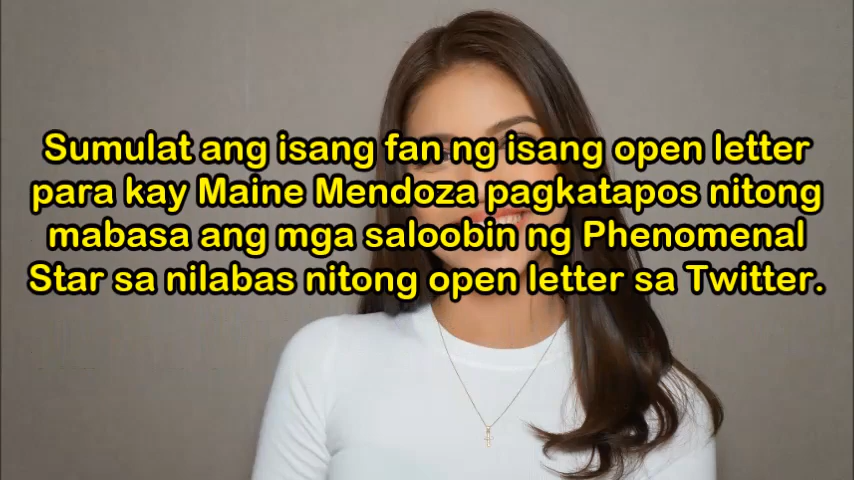 Sumulat ang isang fan ng isang open letter
para kay Maine Mendoza pagkatapos nitong
mabasa ang mga saloobin ng Phenomenal
Star sa nilabas nitong open letter sa Twitter.